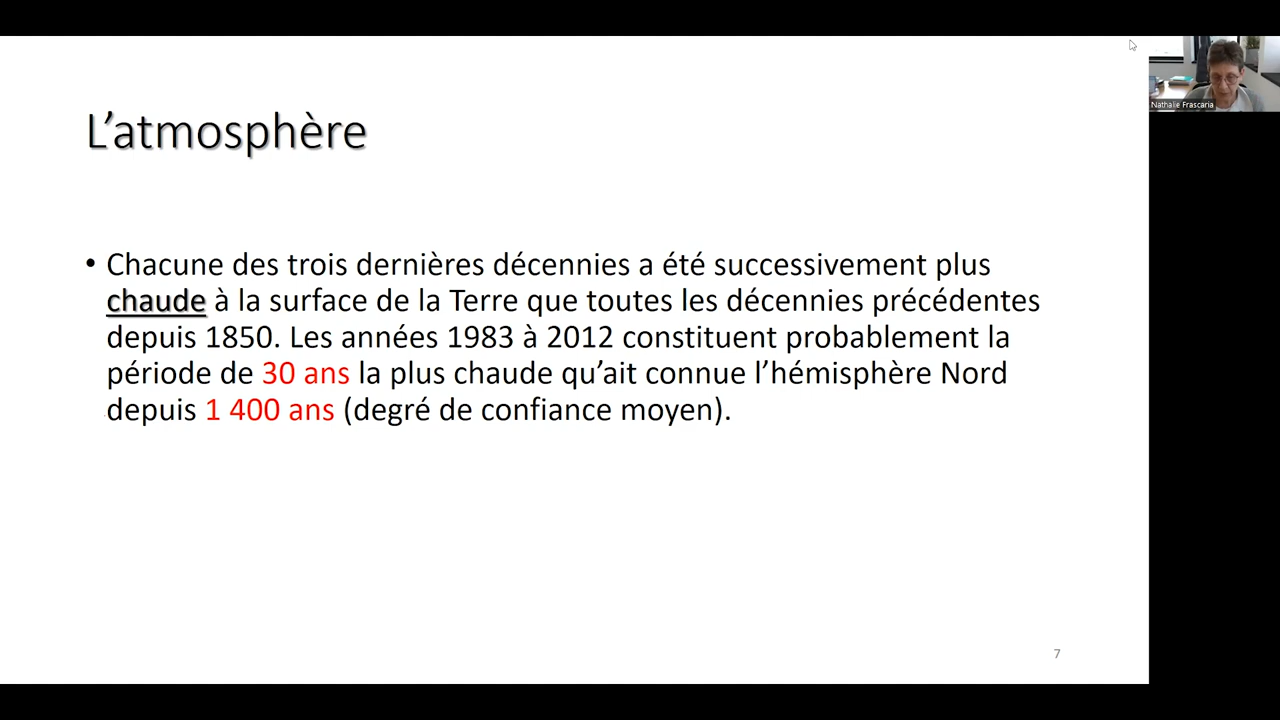 L’atmosphère
• Chacune des trois dernières décennies a été successivement plus
chaude à la surface de la Terre que toutes les décennies précédentes
depuis 1850. Les années 1983 à 2012 constituent probablement la
période de 30 ans la plus chaude qu’ait connue l’hémisphère Nord
depuis 1 400 ans (degré de confiance moyen).
7
Nathalie Frascaria